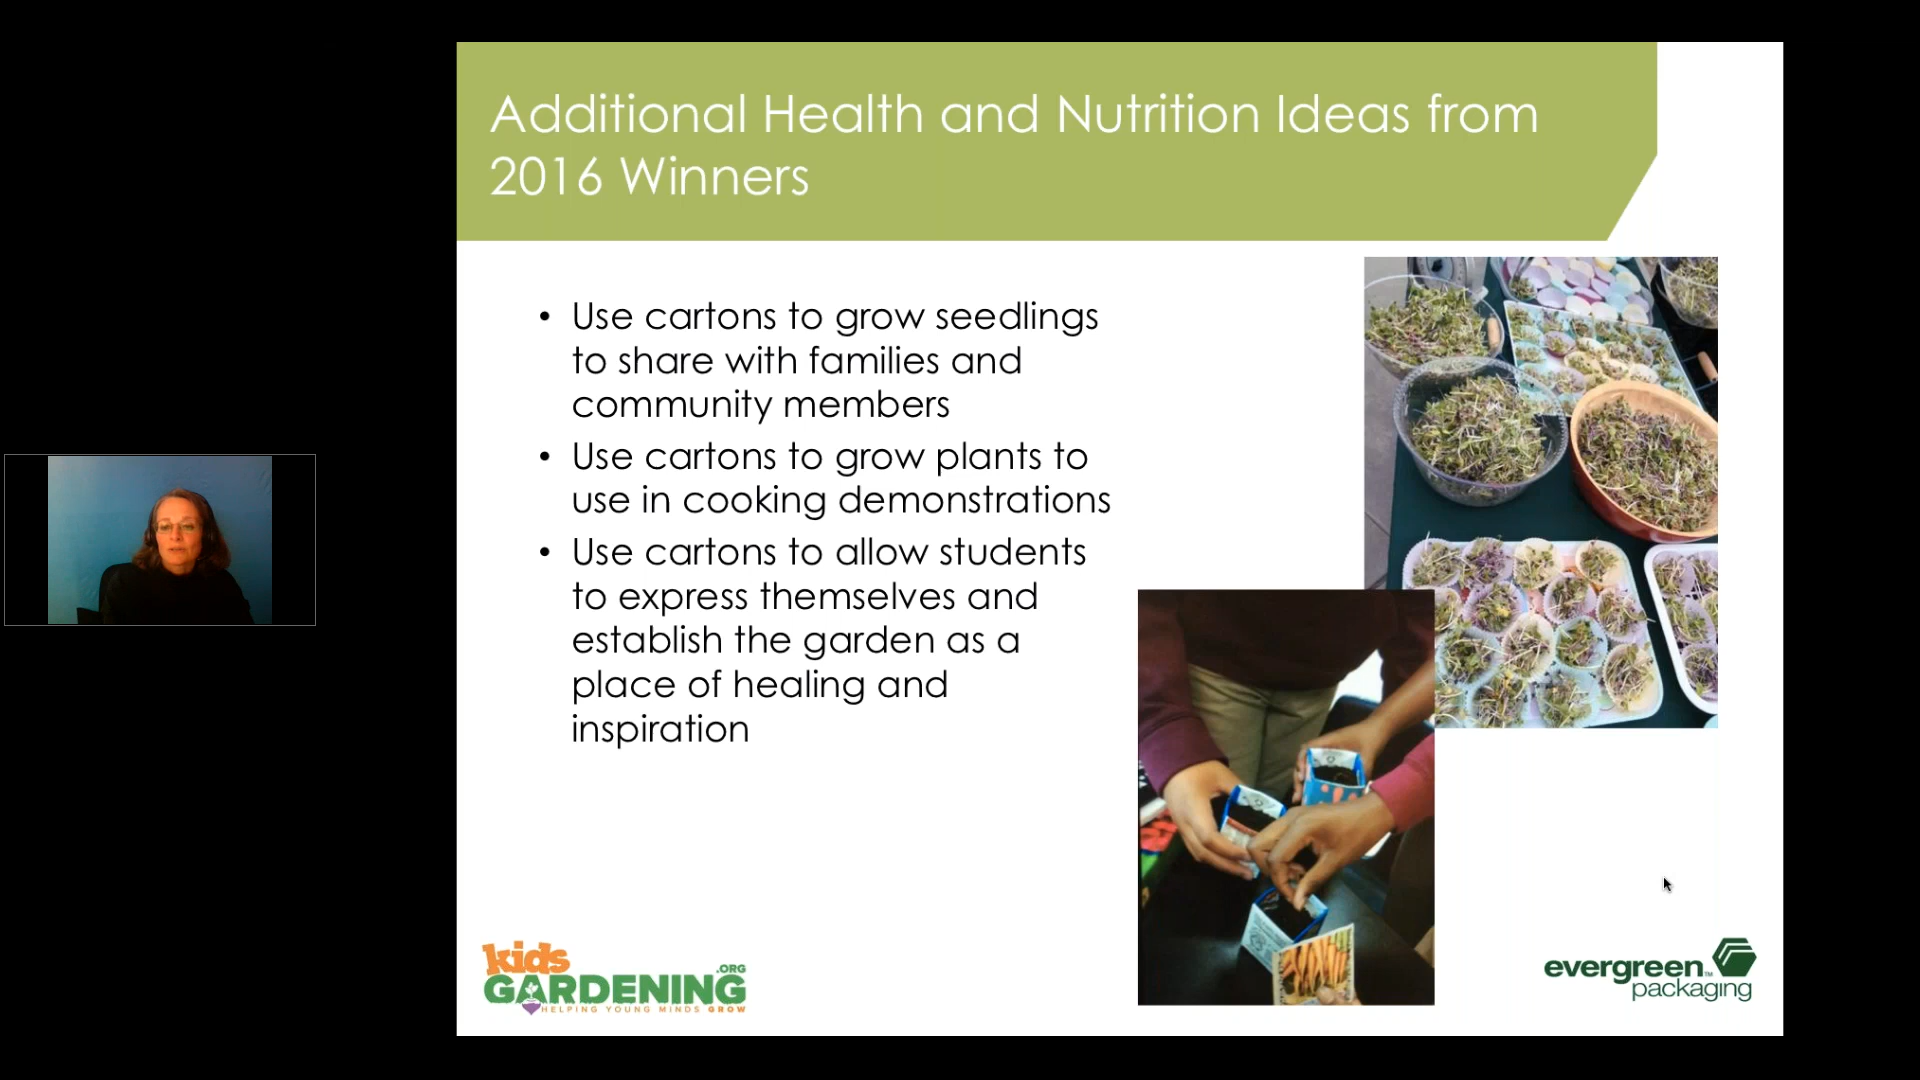 Additional Health and Nutrition Ideas from
2016 Winners
• Use cartons to grow seedlings
to share with families and
community members
• Use cartons to grow plants to
use in cooking demonstrations
• Use cartons to allow students
to express themselves and
establish the garden as a
place of healing and
inspiration
kids
.ORG
GARDENING
HELPING YOUNG MINDS GROW
evergreen™
packaging